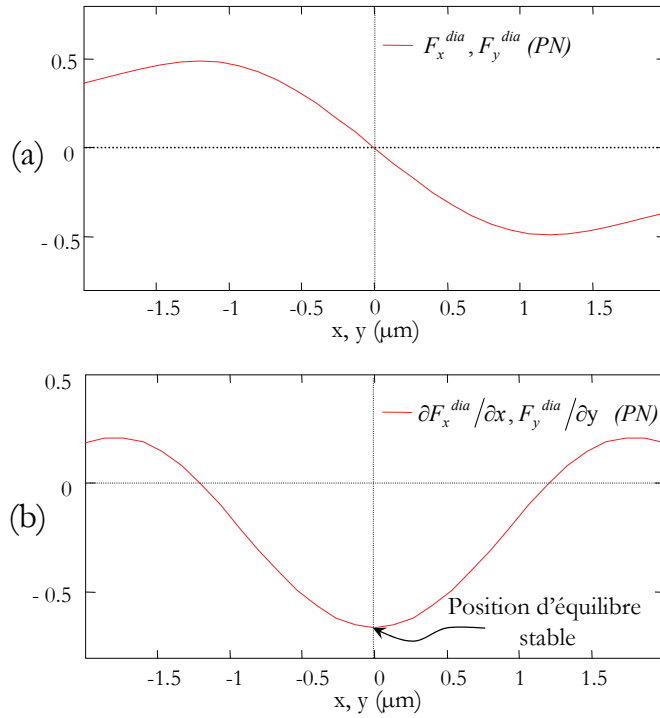 F_x^dia , F_y^dia (PN)
0.5
(a)
0
- 0.5
-1.5 -1 -0.5 0 0.5 1 1.5
x, y (μm)
0.5
∂F_x^dia/∂x , F_y^dia/∂y (PN)
0
(b)
- 0.5
Position d'équilibre
stable
-1.5 -1 -0.5 0 0.5 1 1.5
x, y (μm)